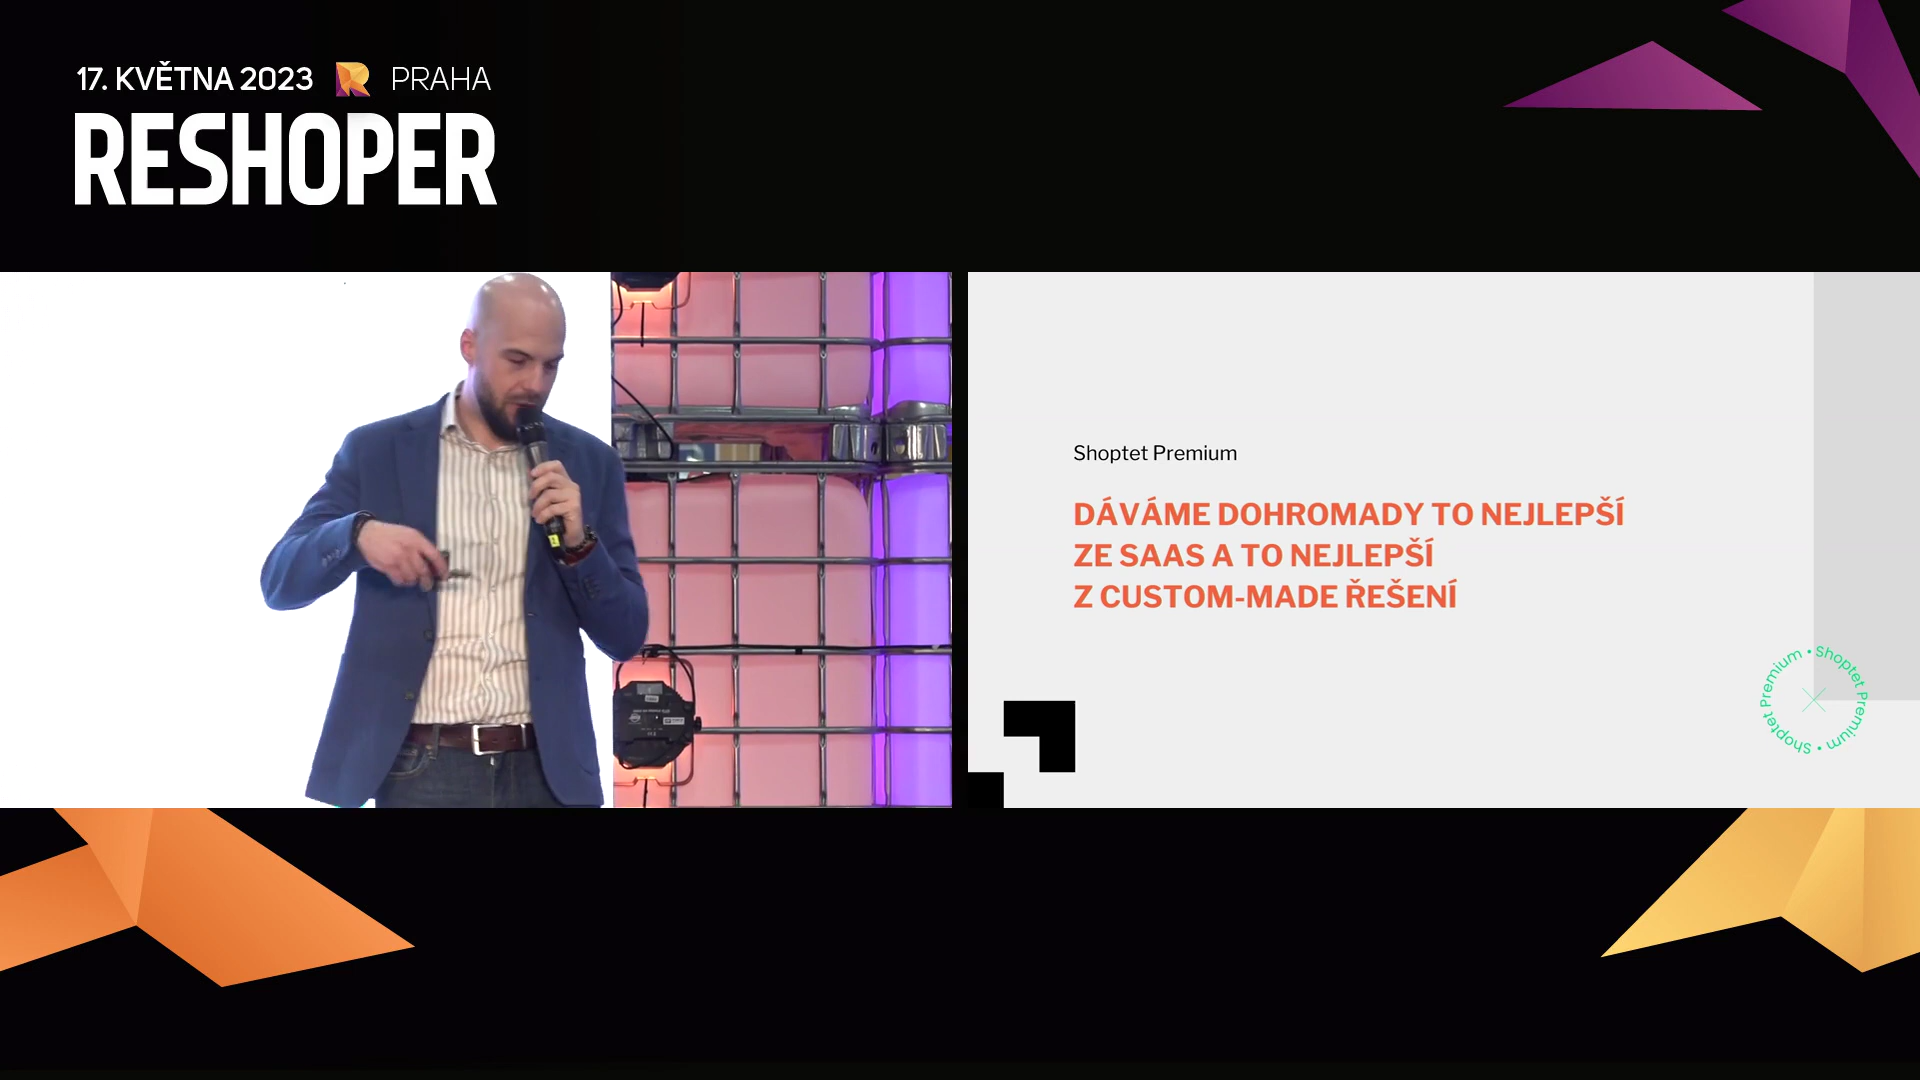 17. KVĚTNA 2023 PRAHA
RESHOPER
Shoptet Premium
DÁVÁME DOHROMADY TO NEJLEPŠÍ
ZE SAAS A TO NEJLEPŠÍ
Z CUSTOM-MADE ŘEŠENÍ
Shoptet Premium • Shoptet Premium •